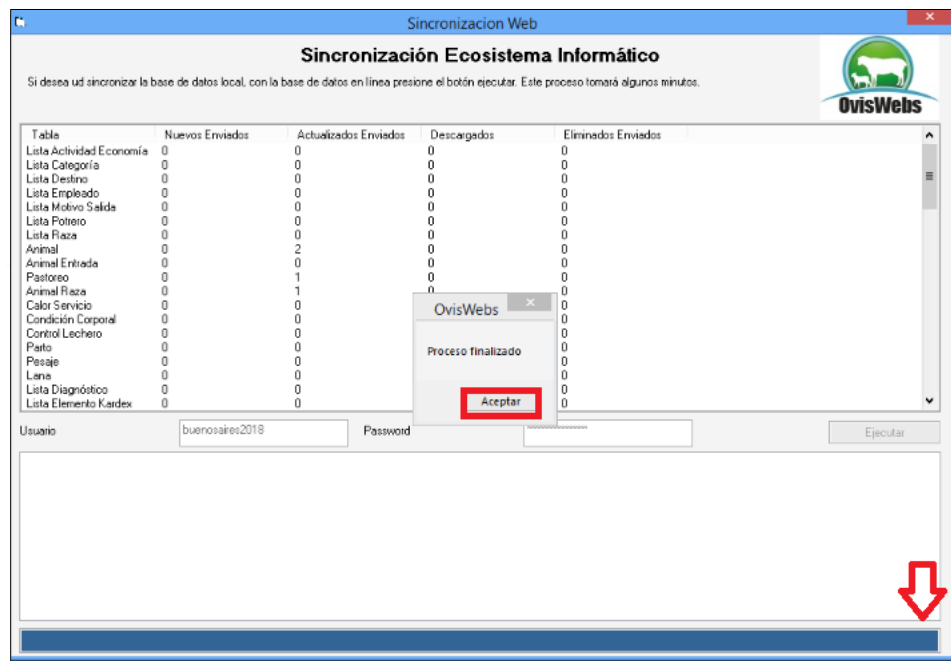 Sincronizacion Web
Sincronización Ecosistema Informático
Si desea ud sincronizar la base de datos local, con la base de datos en línea presione el botón ejecutar. Este proceso tomará algunos minutos.
OvisWebs
Tabla Nuevos Enviados Actualizados Enviados Descargados Eliminados Enviados
Lista Actividad Economía 0 0 0 0
Lista Categoría 0 0 0 0
Lista Destino 0 0 0 0
Lista Empleado 0 0 0 0
Lista Motivo Salida 0 0 0 0
Lista Potrero 0 0 0 0
Lista Raza 0 0 0 0
Animal 0 2 0 0
Animal Entrada 0 0 0 0
Pastoreo 0 1 0 0
Animal Raza 0 1 0 0
Calor Servicio 0 0 0
Condición Corporal 0 0 0
Control Lechero 0 0 0
Parto 0 0 0
Pesaje 0 0 0
Lana 0 0 0
Lista Diagnóstico 0 0 0
Lista Elemento Kardex 0 0 0
OvisWebs
Proceso finalizado
Aceptar
Usuario buenosaires2018 Password Ejecutar